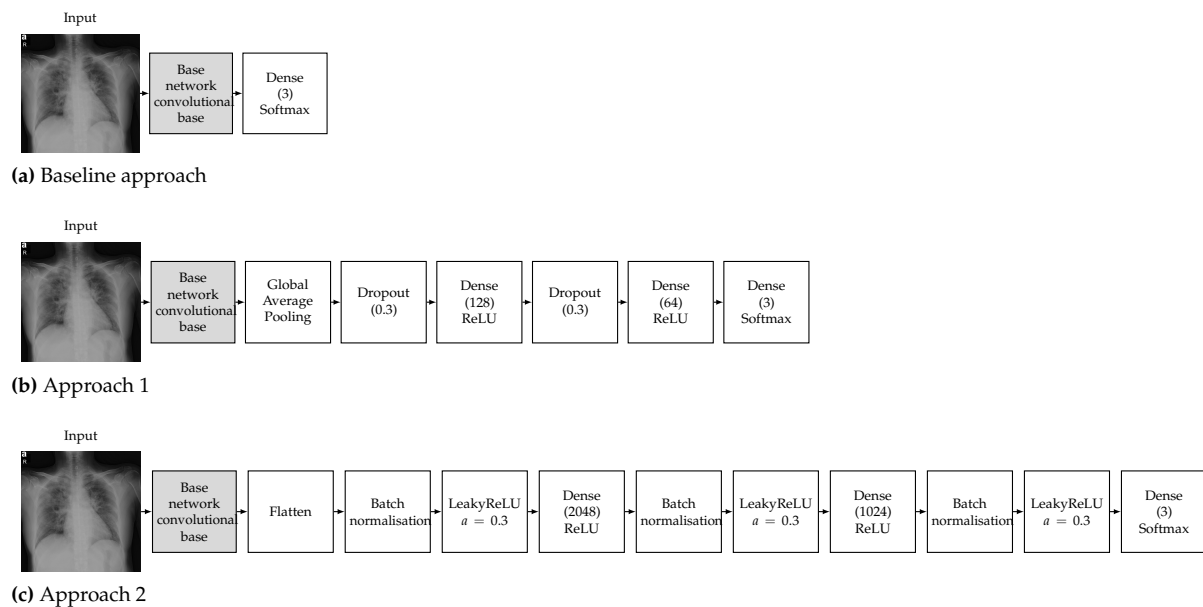 Input
a
R
Base
network
convolutional
base
Dense
(3)
Softmax
(a) Baseline approach
Input
a
R
Base
network
convolutional
base
Global
Average
Pooling
Dropout
(0.3)
Dense
(128)
ReLU
Dropout
(0.3)
Dense
(64)
ReLU
Dense
(3)
Softmax
(b) Approach 1
Input
a
R
Base
network
convolutional
base
Flatten
Batch
normalisation
LeakyReLU
a = 0.3
Dense
(2048)
ReLU
Batch
normalisation
LeakyReLU
a = 0.3
Dense
(1024)
ReLU
Batch
normalisation
LeakyReLU
a = 0.3
Dense
(3)
Softmax
(c) Approach 2